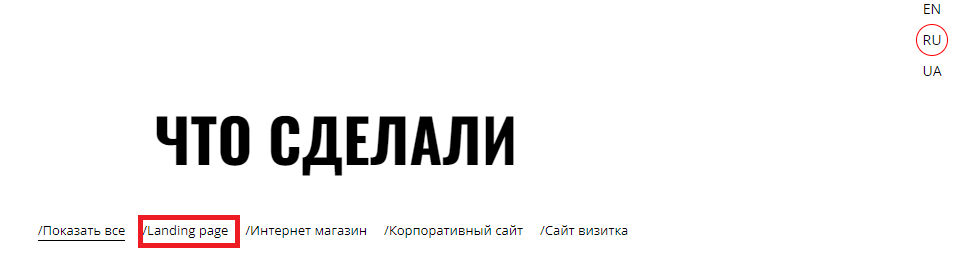 EN
RU
UA
ЧТО СДЕЛАЛИ
/Показать все /Landing page /Интернет магазин /Корпоративный сайт /Сайт визитка